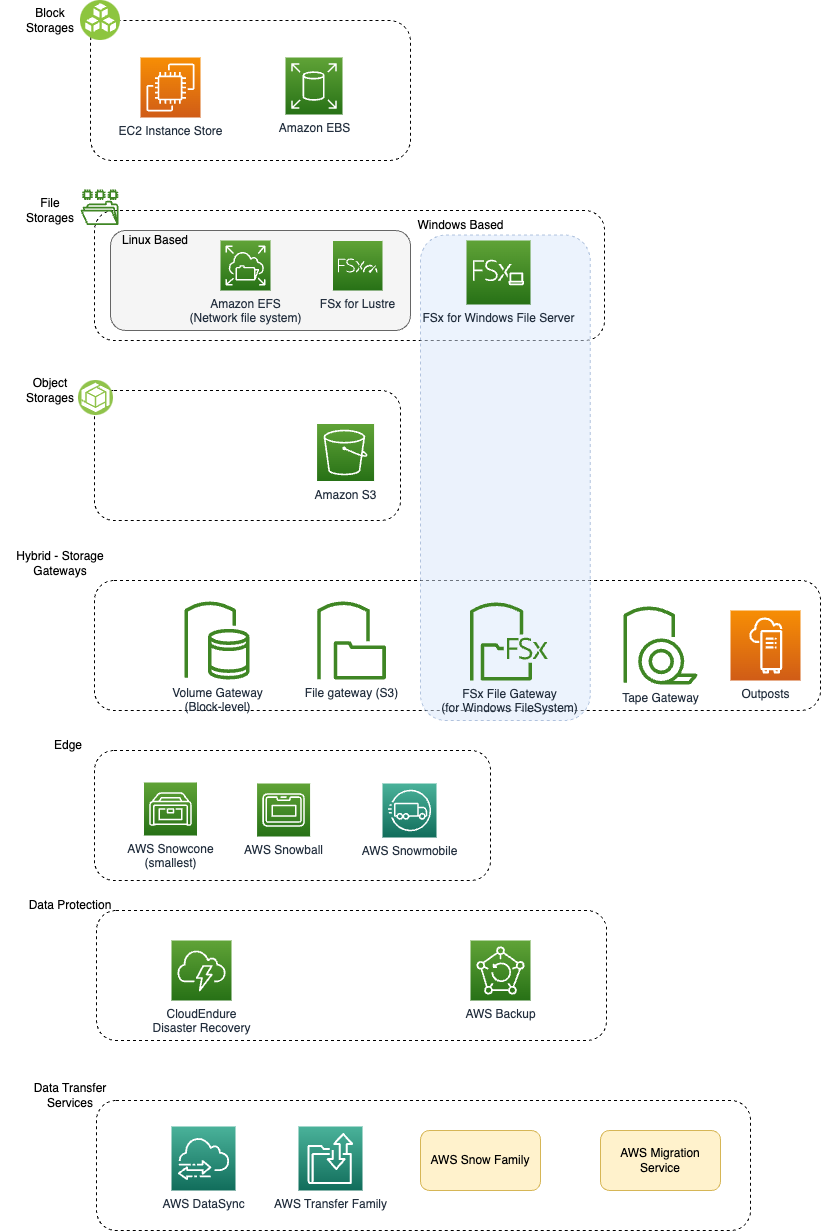 Block
Storages
EC2 Instance Store
Amazon EBS
File
Storages
Linux Based
Windows Based
FSx
FSx
Amazon EFS
(Network file system)
FSx for Lustre
FSx for Windows File Server
Object
Storages
Amazon S3
Hybrid - Storage
Gateways
FSx
Volume Gateway
(Block-level)
File gateway (S3)
FSx File Gateway
(for Windows FileSystem)
Tape Gateway
Outposts
Edge
AWS Snowcone
(smallest)
AWS Snowball
AWS Snowmobile
Data Protection
CloudEndure
Disaster Recovery
AWS Backup
Data Transfer
Services
AWS DataSync
AWS Transfer Family
AWS Snow Family
AWS Migration
Service